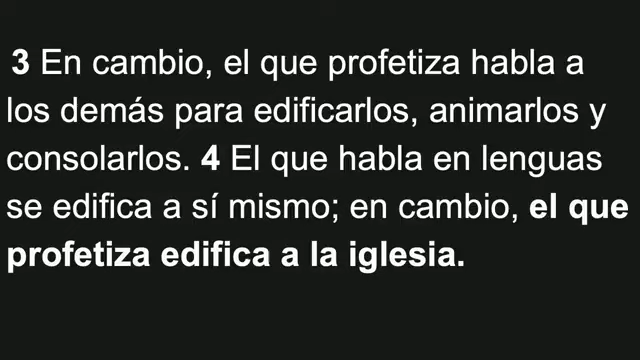 3 En cambio, el que profetiza habla a
los demás para edificarlos, animarlos y
consolarlos. 4 El que habla en lenguas
se edifica a sí mismo; en cambio, el que
profetiza edifica a la iglesia.